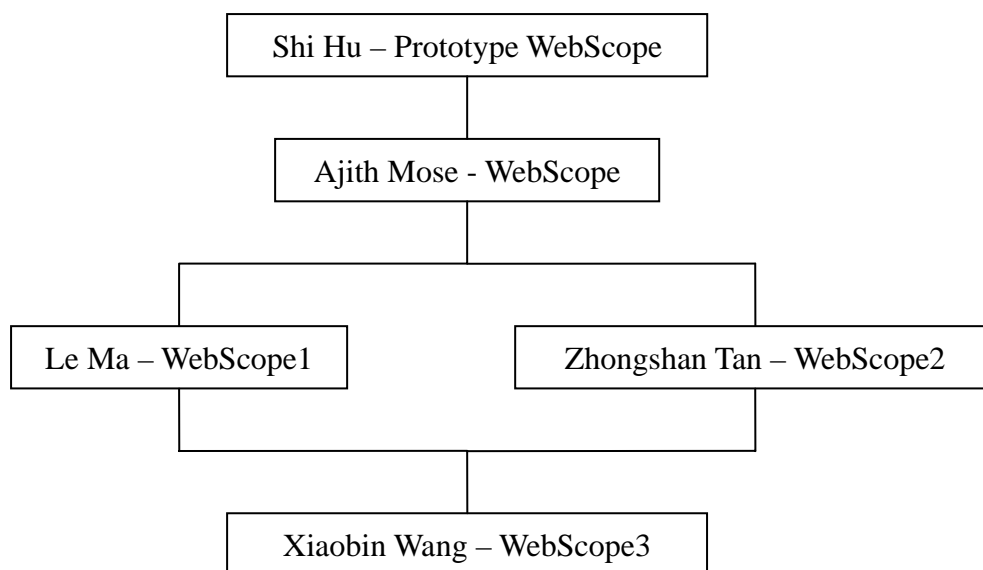 Shi Hu – Prototype WebScope
Ajith Mose - WebScope
Le Ma – WebScope1
Zhongshan Tan – WebScope2
Xiaobin Wang – WebScope3